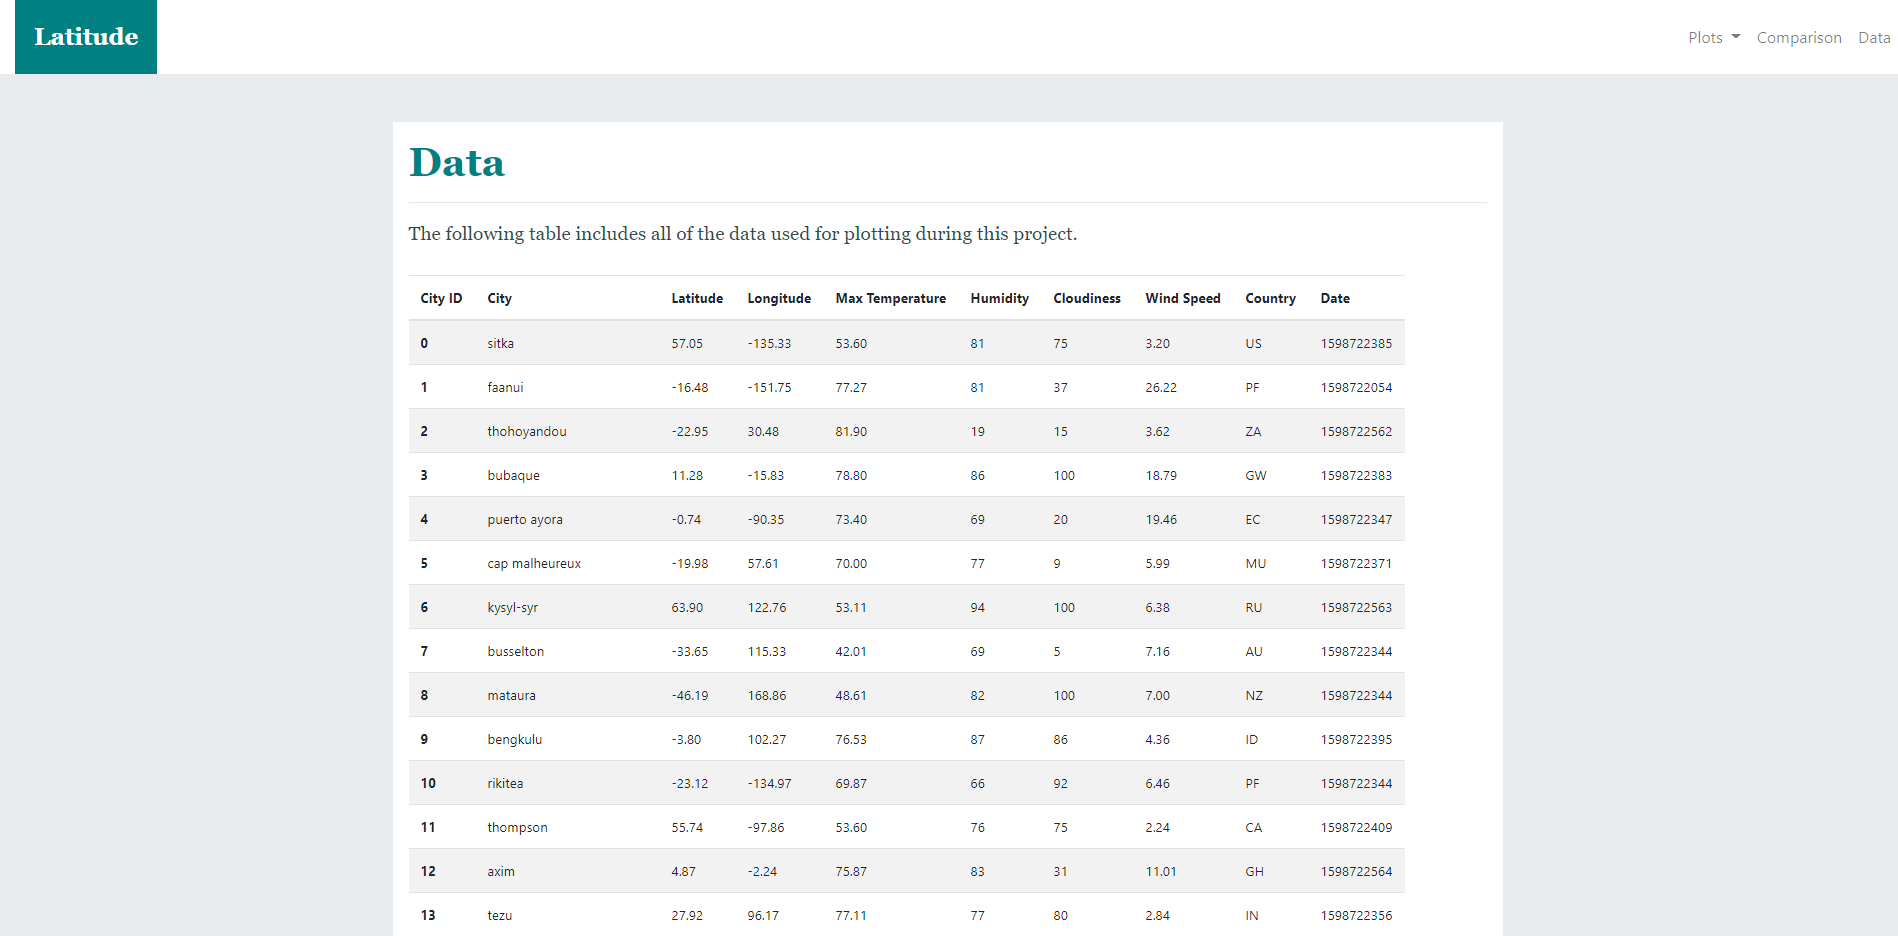 Latitude
Plots Comparison Data
Data
The following table includes all of the data used for plotting during this project.
City ID City Latitude Longitude Max Temperature Humidity Cloudiness Wind Speed Country Date
0 sitka 57.05 -135.33 53.60 81 75 3.20 US 1598722385
1 faanui -16.48 -151.75 77.27 81 37 26.22 PF 1598722054
2 thohoyandou -22.95 30.48 81.90 19 15 3.62 ZA 1598722562
3 bubaque 11.28 -15.83 78.80 86 100 18.79 GW 1598722383
4 puerto ayora -0.74 -90.35 73.40 69 20 19.46 EC 1598722347
5 cap malheureux -19.98 57.61 70.00 77 9 5.99 MU 1598722371
6 kysyl-syr 63.90 122.76 53.11 94 100 6.38 RU 1598722563
7 busselton -33.65 115.33 42.01 69 5 7.16 AU 1598722344
8 mataura -46.19 168.86 48.61 82 100 7.00 NZ 1598722344
9 bengkulu -3.80 102.27 76.53 87 86 4.36 ID 1598722395
10 rikitea -23.12 -134.97 69.87 66 92 6.46 PF 1598722344
11 thompson 55.74 -97.86 53.60 76 75 2.24 CA 1598722409
12 axim 4.87 -2.24 75.87 83 31 11.01 GH 1598722564
13 tezu 27.92 96.17 77.11 77 80 2.84 IN 1598722356